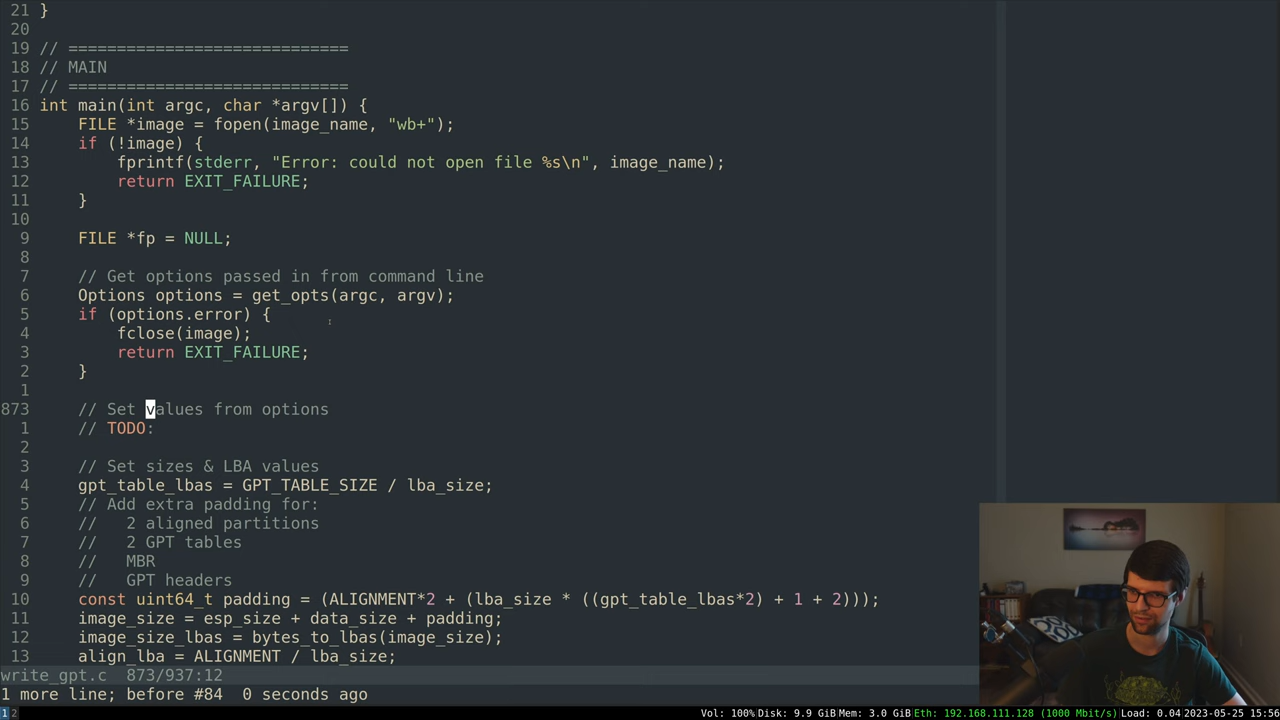 21 }
20
19 // =============================
18 // MAIN
17 // =============================
16 int main(int argc, char *argv[]) {
15     FILE *image = fopen(image_name, "wb+");
14     if (!image) {
13         fprintf(stderr, "Error: could not open file %s\n", image_name);
12         return EXIT_FAILURE;
11     }
10
9     FILE *fp = NULL;
8
7     // Get options passed in from command line
6     Options options = get_opts(argc, argv);
5     if (options.error) {
4         fclose(image);
3         return EXIT_FAILURE;
2     }
1
873     // Set values from options
1     // TODO:
2
3     // Set sizes & LBA values
4     gpt_table_lbas = GPT_TABLE_SIZE / lba_size;
5     // Add extra padding for:
6     //   2 aligned partitions
7     //   2 GPT tables
8     //   MBR
9     //   GPT headers
10     const uint64_t padding = (ALIGNMENT*2 + (lba_size * ((gpt_table_lbas*2) + 1 + 2)));
11     image_size = esp_size + data_size + padding;
12     image_size_lbas = bytes_to_lbas(image_size);
13     align_lba = ALIGNMENT / lba_size;
write_gpt.c  873/937:12
1 more line; before #84  0 seconds ago
1 2 Vol: 100% Disk: 9.9 GiB Mem: 3.0 GiB Eth: 192.168.111.128 (1000 Mbit/s) Load: 0.04 2023-05-25 15:56